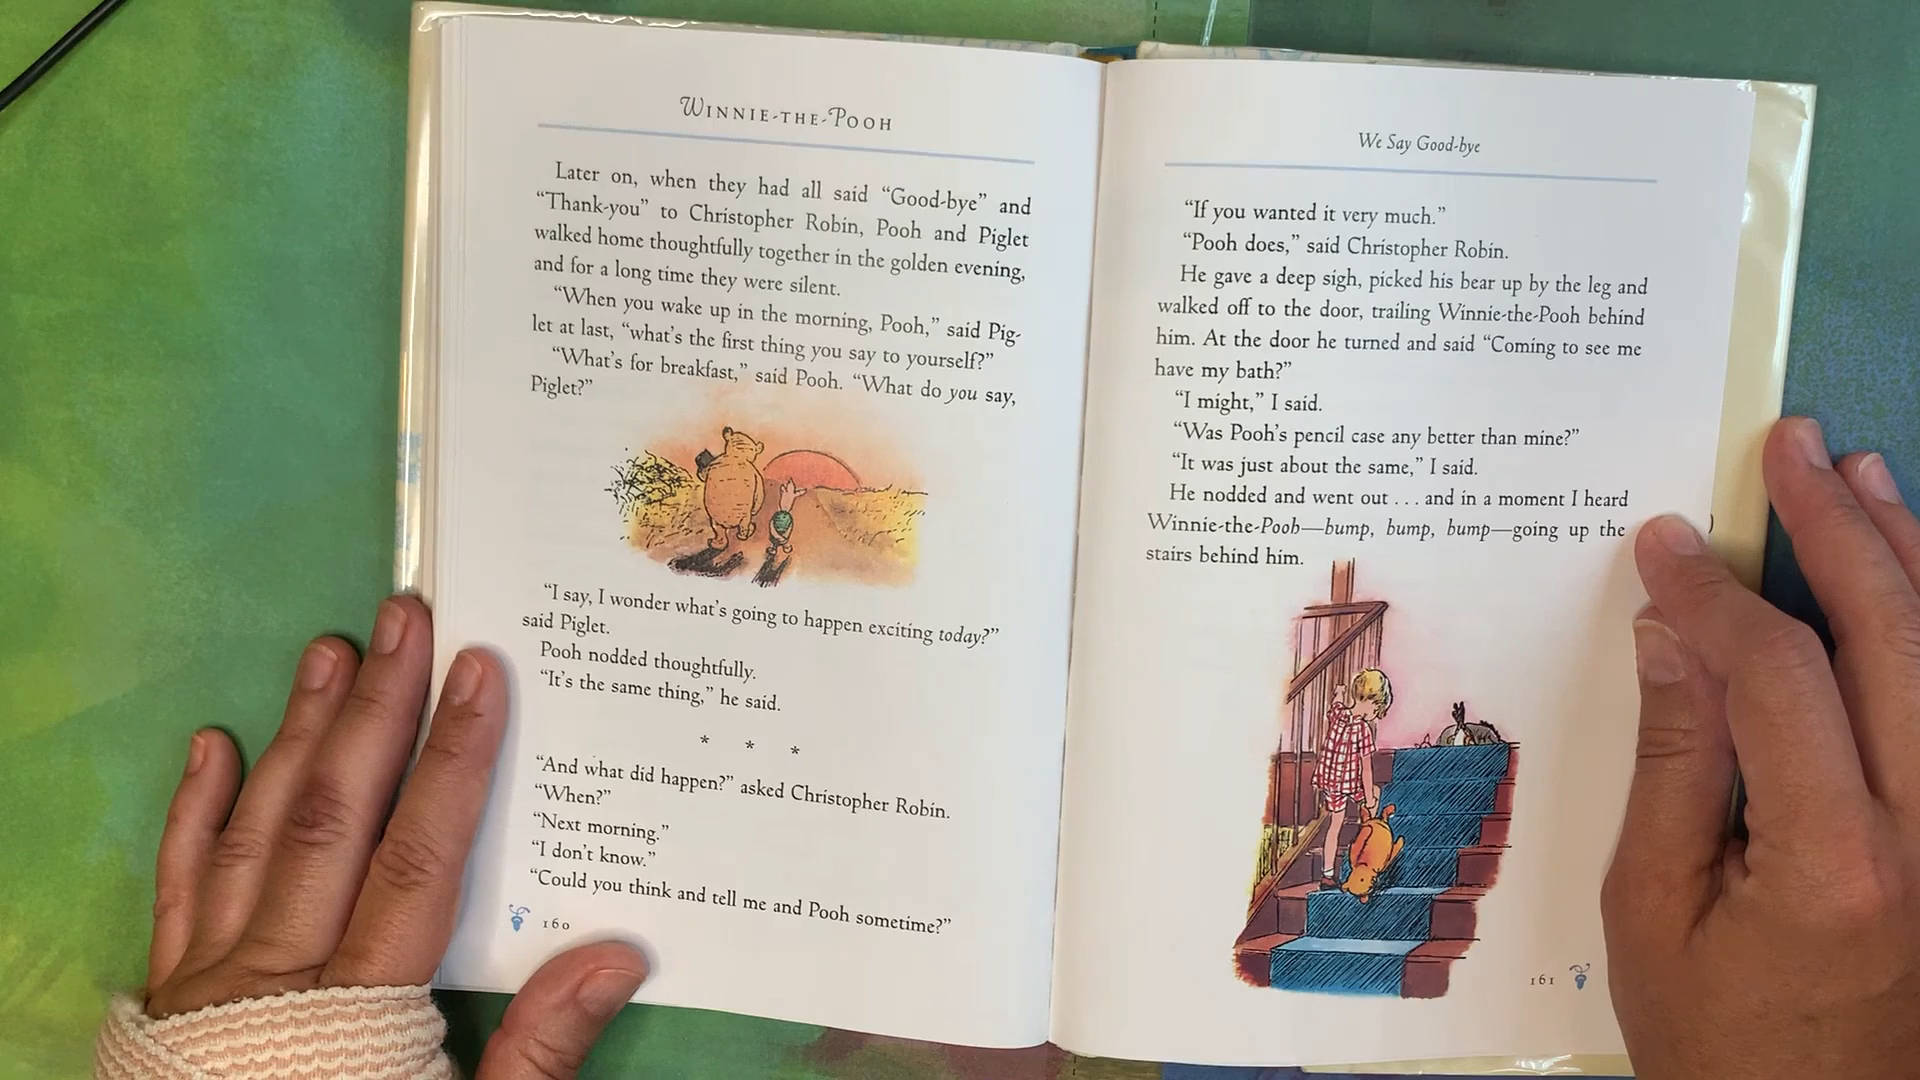 WINNIE-THE-POOH
Later on, when they had all said “Good-bye” and
“Thank-you” to Christopher Robin, Pooh and Piglet
walked home thoughtfully together in the golden evening,
and for a long time they were silent.
“When you wake up in the morning, Pooh,” said Pig-
let at last, “what’s the first thing you say to yourself?”
“What’s for breakfast,” said Pooh. “What do you say,
Piglet?”
“I say, I wonder what’s going to happen exciting today?”
said Piglet.
Pooh nodded thoughtfully.
“It’s the same thing,” he said.
* * *
“And what did happen?” asked Christopher Robin.
“When?”
“Next morning.”
“I don’t know.”
“Could you think and tell me and Pooh sometime?”
160
We Say Good-bye
“If you wanted it very much.”
“Pooh does,” said Christopher Robin.
He gave a deep sigh, picked his bear up by the leg and
walked off to the door, trailing Winnie-the-Pooh behind
him. At the door he turned and said “Coming to see me
have my bath?”
“I might,” I said.
“Was Pooh’s pencil case any better than mine?”
“It was just about the same,” I said.
He nodded and went out . . . and in a moment I heard
Winnie-the-Pooh—bump, bump, bump—going up the
stairs behind him.
161